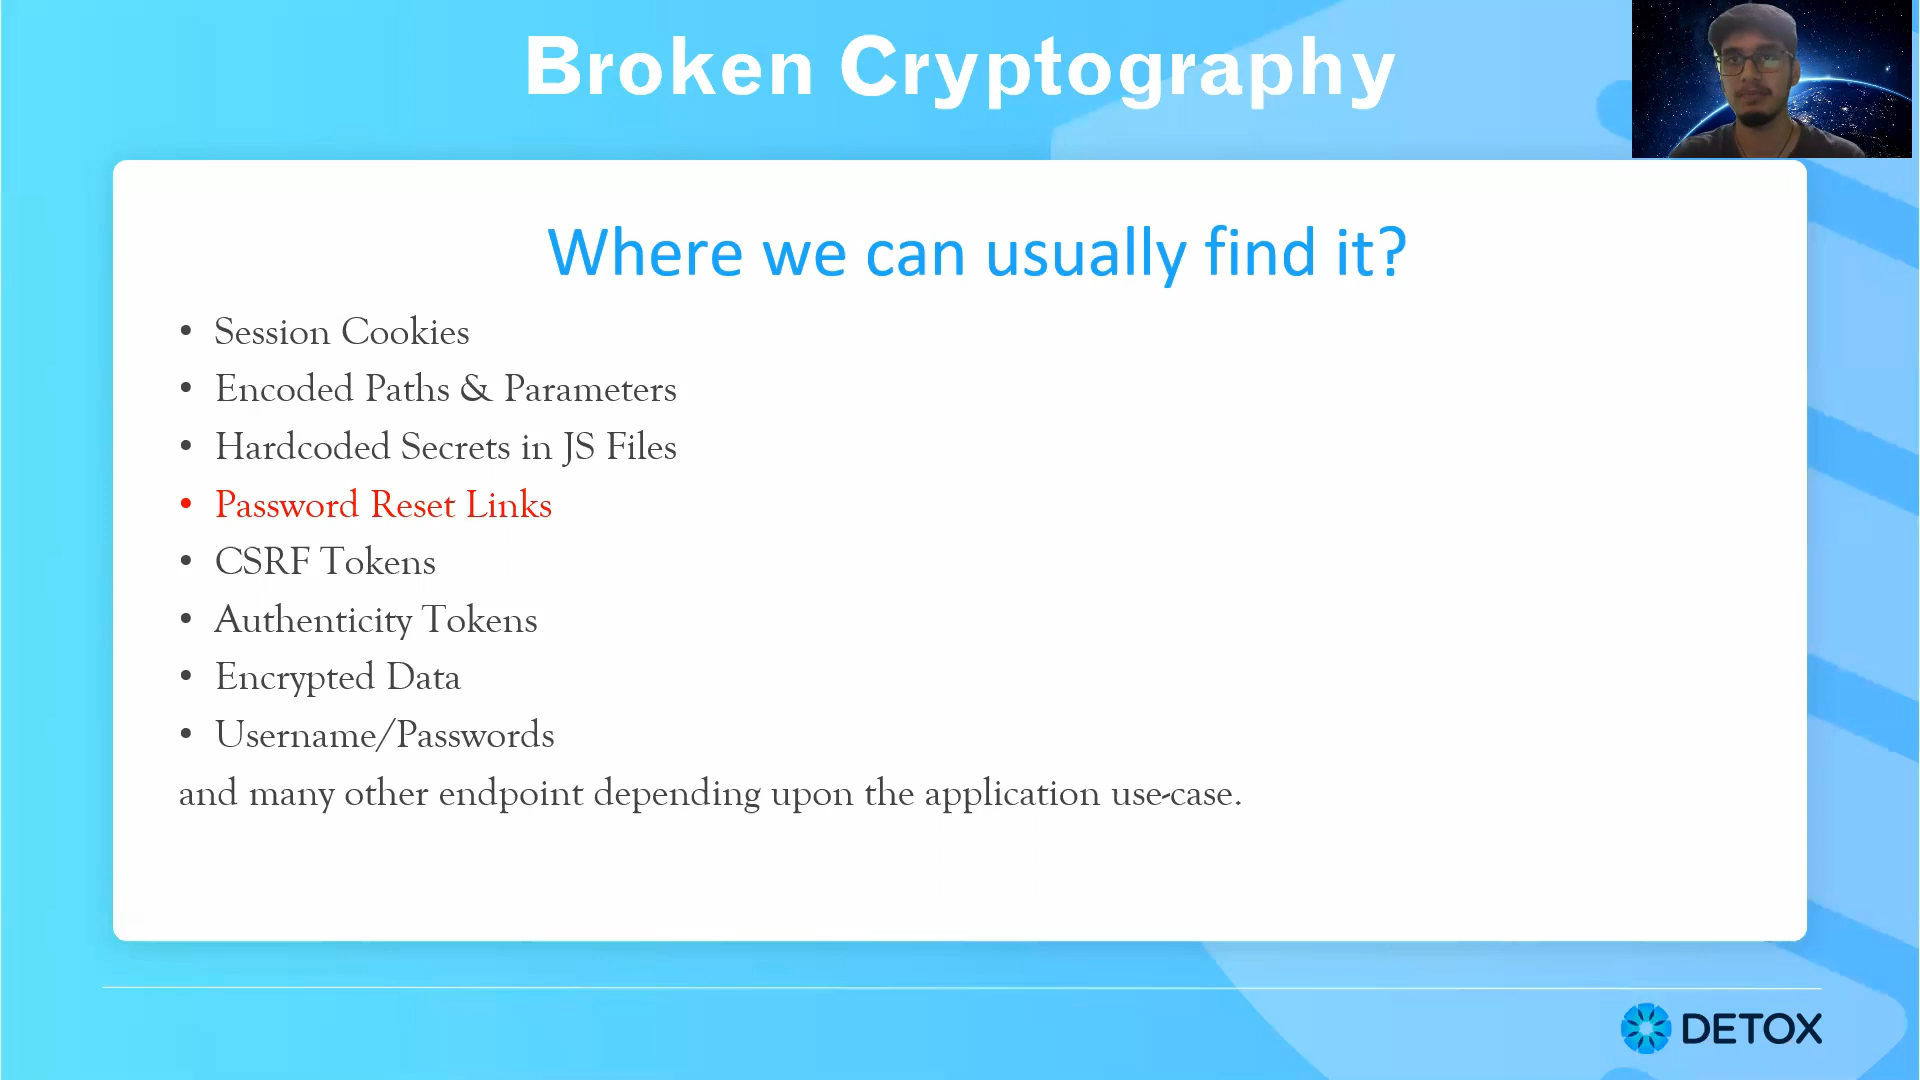 Broken Cryptography
Where we can usually find it?
• Session Cookies
• Encoded Paths & Parameters
• Hardcoded Secrets in JS Files
• Password Reset Links
• CSRF Tokens
• Authenticity Tokens
• Encrypted Data
• Username/Passwords
and many other endpoint depending upon the application use-case.
DETOX